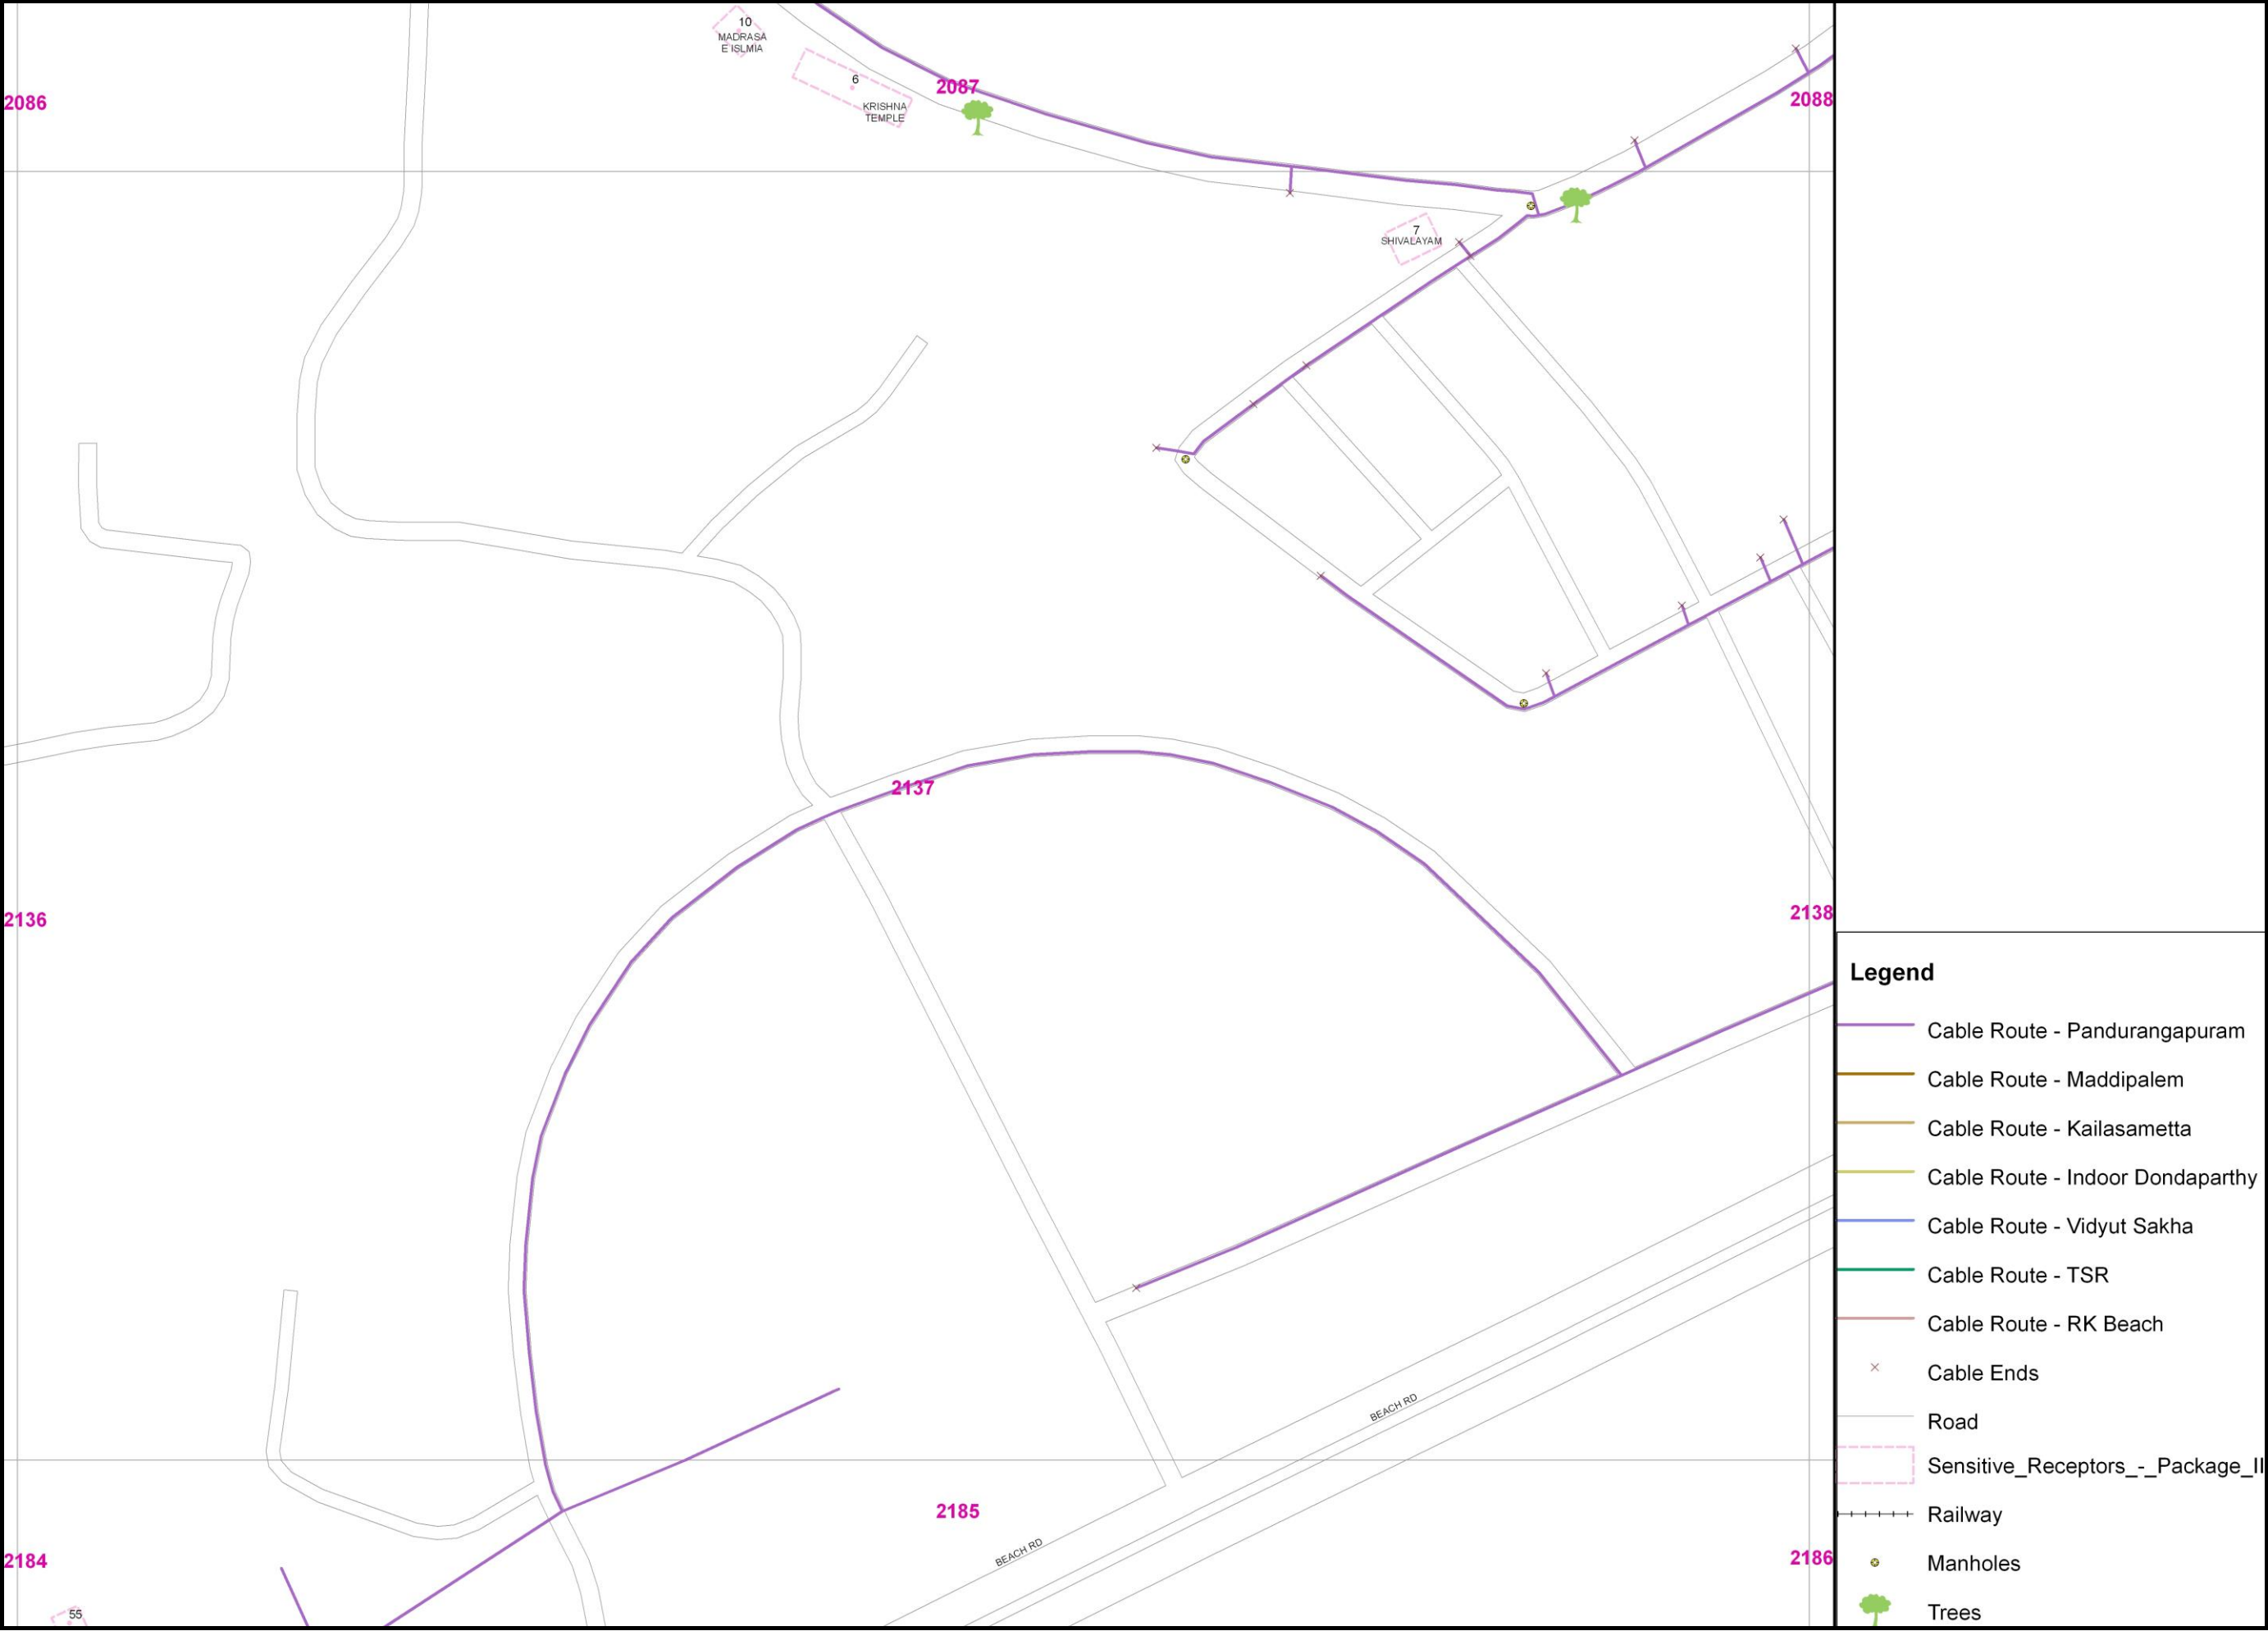 10
MADRASA
E ISLMIA
6
KRISHNA
TEMPLE
2086
2087
2088
7
SHIVALAYAM
2137
2136
2138
BEACH RD
BEACH RD
2185
2184
2186
55
Legend
Cable Route - Pandurangapuram
Cable Route - Maddipalem
Cable Route - Kailasametta
Cable Route - Indoor Dondaparthy
Cable Route - Vidyut Sakha
Cable Route - TSR
Cable Route - RK Beach
Cable Ends
Road
Sensitive_Receptors_-_Package_II
Railway
Manholes
Trees